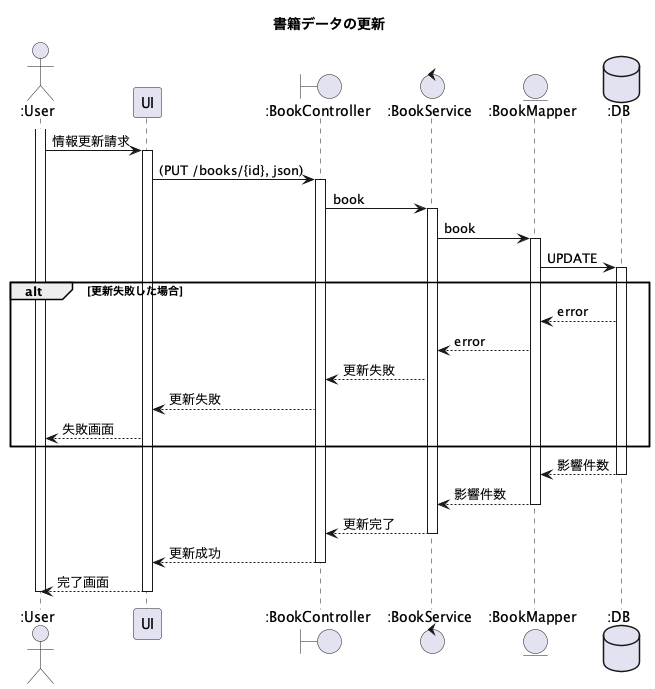 書籍データの更新
:User
UI
:BookController
:BookService
:BookMapper
:DB
情報更新請求
(PUT /books/{id}, json)
book
book
UPDATE
alt
[更新失敗した場合]
error
error
更新失敗
更新失敗
失敗画面
影響件数
影響件数
更新完了
更新成功
完了画面
:User
UI
:BookController
:BookService
:BookMapper
:DB